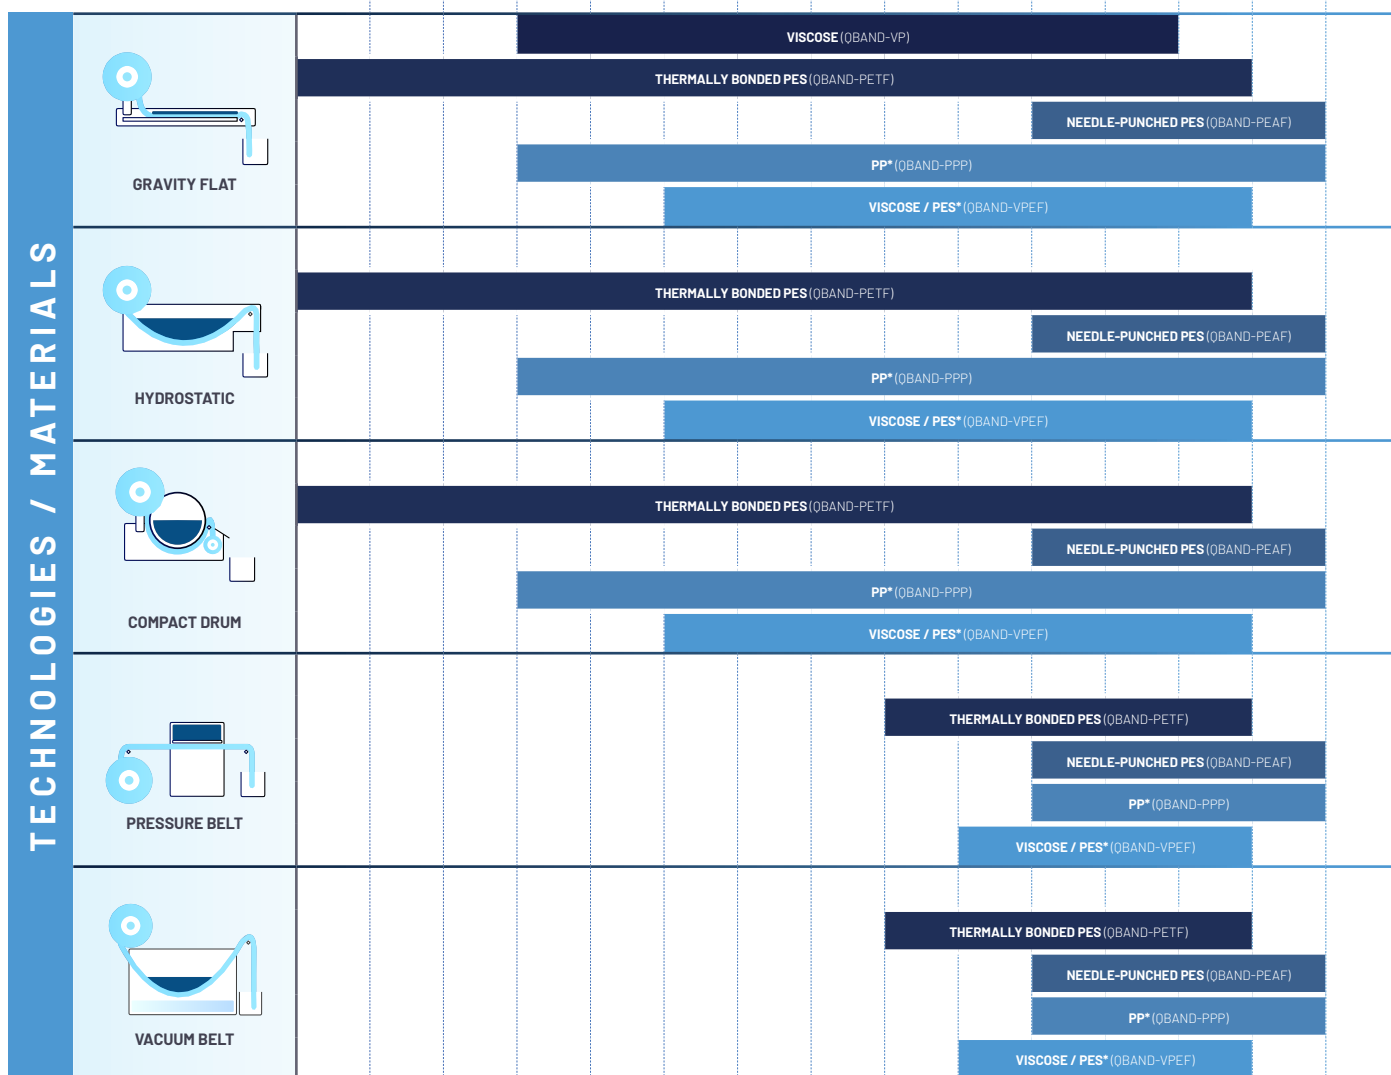 TECHNOLOGIES / MATERIALS
VISCOSE (QBAND-VP)
THERMALLY BONDED PES (QBAND-PETF)
NEEDLE-PUNCHED PES (QBAND-PEAF)
PP* (QBAND-PPP)
GRAVITY FLAT
VISCOSE / PES* (QBAND-VPEF)
THERMALLY BONDED PES (QBAND-PETF)
NEEDLE-PUNCHED PES (QBAND-PEAF)
PP* (QBAND-PPP)
HYDROSTATIC
VISCOSE / PES* (QBAND-VPEF)
THERMALLY BONDED PES (QBAND-PETF)
NEEDLE-PUNCHED PES (QBAND-PEAF)
PP* (QBAND-PPP)
COMPACT DRUM
VISCOSE / PES* (QBAND-VPEF)
THERMALLY BONDED PES (QBAND-PETF)
NEEDLE-PUNCHED PES (QBAND-PEAF)
PP* (QBAND-PPP)
PRESSURE BELT
VISCOSE / PES* (QBAND-VPEF)
THERMALLY BONDED PES (QBAND-PETF)
NEEDLE-PUNCHED PES (QBAND-PEAF)
PP* (QBAND-PPP)
VACUUM BELT
VISCOSE / PES* (QBAND-VPEF)